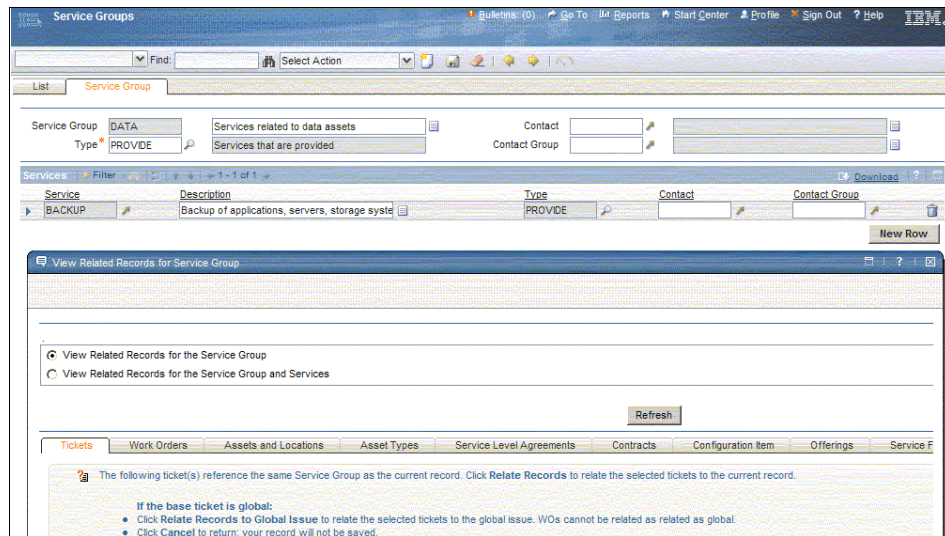 Service Groups Bulletins: (0) Go To Reports Start Center Profile Sign Out ? Help IBM.
Find: Select Action
List Service Group
Service Group DATA Services related to data assets Contact
Type* PROVIDE Services that are provided Contact Group
Services Filter 1 - 1 of 1 Download ?
Service Description Type Contact Contact Group
BACKUP Backup of applications, servers, storage syste PROVIDE
New Row
View Related Records for Service Group ?
.
View Related Records for the Service Group
View Related Records for the Service Group and Services
Refresh
Tickets Work Orders Assets and Locations Asset Types Service Level Agreements Contracts Configuration Item Offerings Service F
The following ticket(s) reference the same Service Group as the current record. Click Relate Records to relate the selected tickets to the current record.
If the base ticket is global:
• Click Relate Records to Global Issue to relate the selected tickets to the global issue. WOs cannot be related as related as global.
• Click Cancel to return; your record will not be saved.